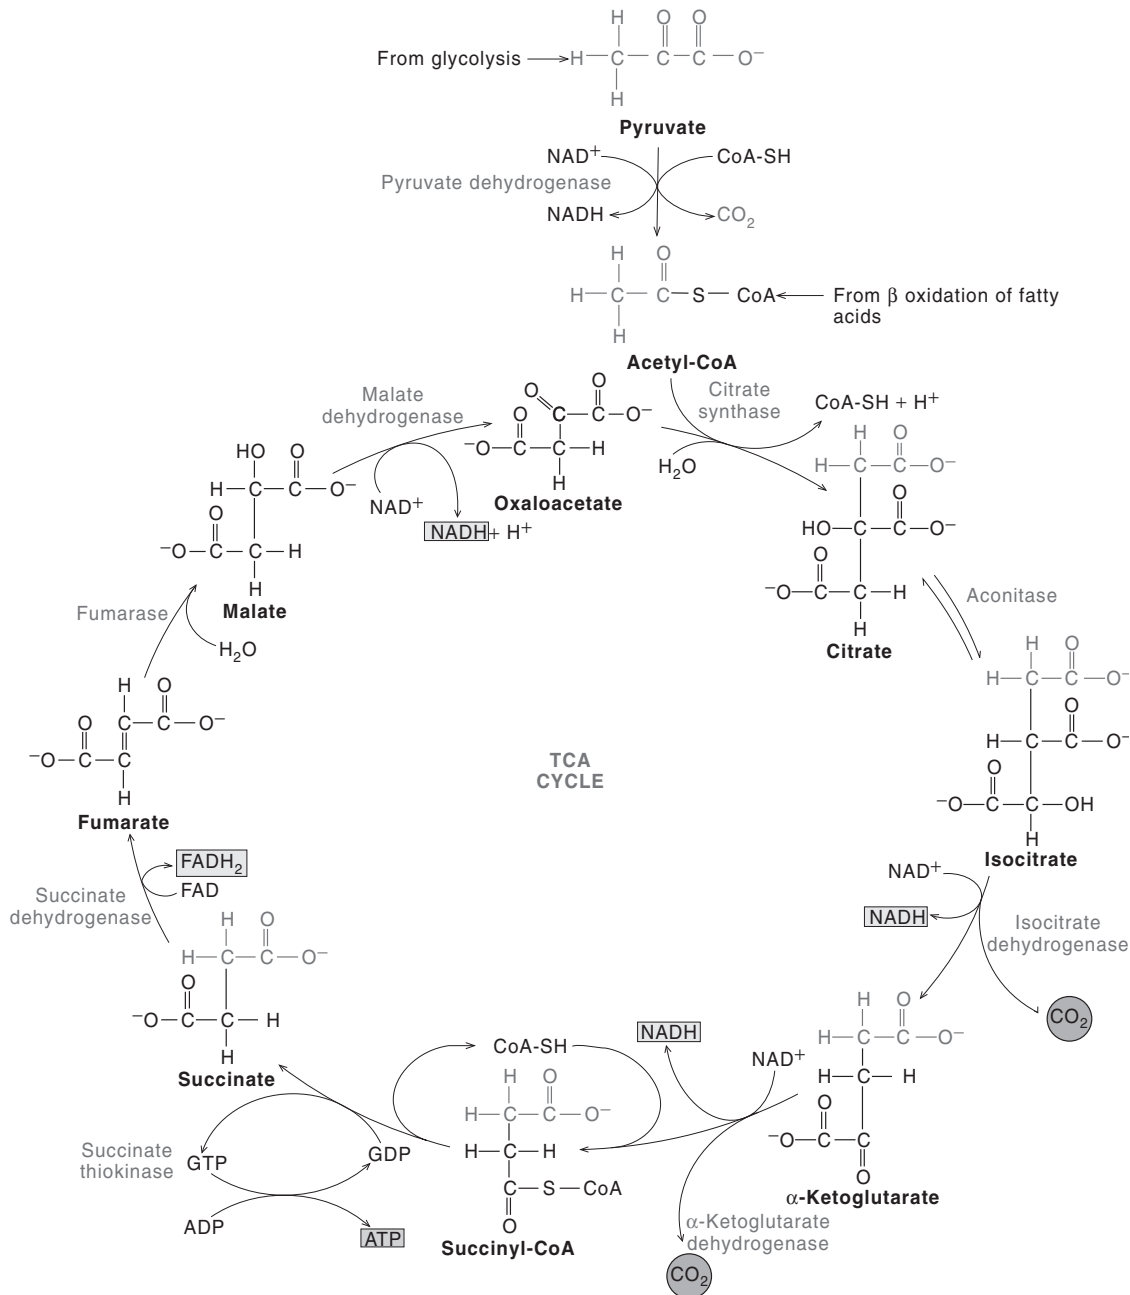 H O O
From glycolysis H C C C O−
H
Pyruvate
NAD+ CoA-SH
Pyruvate dehydrogenase
NADH CO2
H O
H C C S CoA From β oxidation of fatty
acids
H
Acetyl-CoA
Malate
dehydrogenase
O O
O C C O−
−O C C H
H
Oxaloacetate
Citrate
synthase
CoA-SH + H+
H2O
NAD+
NADH + H+
HO O
H C C O−
O
−O C C H
H
Malate
H O
H C C O−
O
HO C C O−
O
−O C C H
H
Citrate
Aconitase
Fumarase
H2O
H O
H C C O−
O
H C C O−
O
−O C C OH
H
Isocitrate
H O
O C C O−
−O C C
H
Fumarate
TCA
CYCLE
FADH2
FAD
Succinate
dehydrogenase
NAD+
NADH
Isocitrate
dehydrogenase
CO2
H O
H C C O−
O
−O C C H
H
Succinate
H O
H C C O−
H C H
O
−O C C
O
α-Ketoglutarate
NADH
NAD+
CoA-SH
H O
H C C O−
H C H
C S CoA
O
Succinyl-CoA
α-Ketoglutarate
dehydrogenase
CO2
Succinate
thiokinase
GTP GDP
ADP ATP